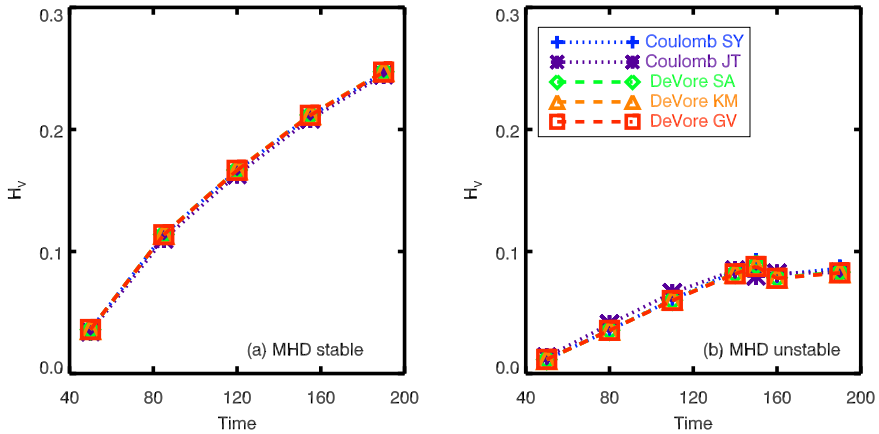 0.3
0.2
0.1
0.0
H_V
(a) MHD stable
40 80 120 160 200
Time
0.3
0.2
0.1
0.0
H_V
Coulomb SY
Coulomb JT
DeVore SA
DeVore KM
DeVore GV
(b) MHD unstable
40 80 120 160 200
Time